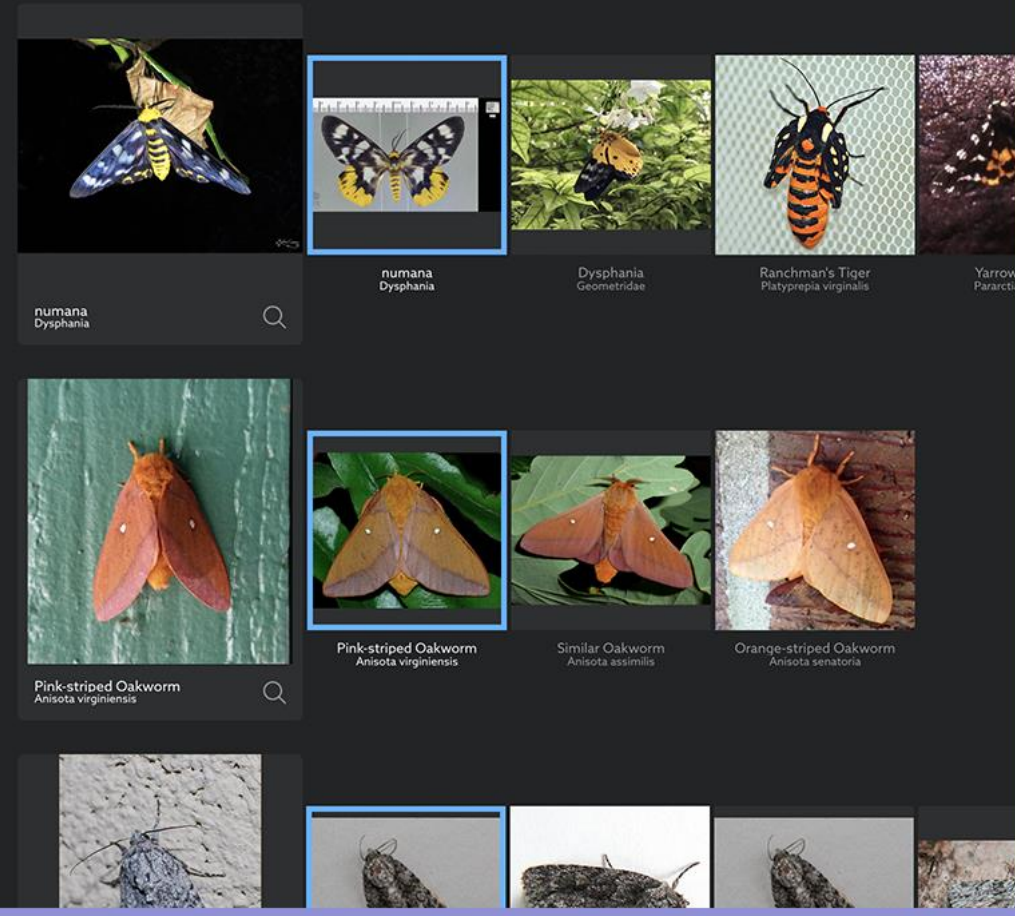 numana
Dysphania
numana
Dysphania
Dysphania
Geometridae
Ranchman's Tiger
Platyprepia virginalis
Yarrow
Pararcti
Pink-striped Oakworm
Anisota virginiensis
Pink-striped Oakworm
Anisota virginiensis
Similar Oakworm
Anisota assimilis
Orange-striped Oakworm
Anisota senatoria